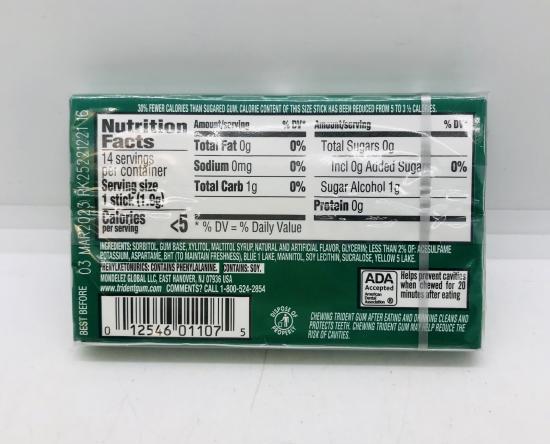 30% FEWER CALORIES THAN SUGARED GUM. CALORIE CONTENT OF THIS SIZE STICK HAS BEEN REDUCED FROM 5 TO 3 ½ CALORIES.
Nutrition
Facts
14 servings
per container
Serving size
1 stick (1.9g)
Calories
per serving <5
Amount/serving % DV*
Total Fat 0g 0%
Sodium 0mg 0%
Total Carb 1g 0%
Amount/serving % DV*
Total Sugars 0g
Incl 0g Added Sugars 0%
Sugar Alcohol 1g
Protein 0g
* % DV = % Daily Value
INGREDIENTS: SORBITOL, GUM BASE, XYLITOL, MALTITOL SYRUP, NATURAL AND ARTIFICIAL FLAVOR, GLYCERIN; LESS THAN 2% OF: ACESULFAME
POTASSIUM, ASPARTAME, BHT (TO MAINTAIN FRESHNESS), BLUE 1 LAKE, MANNITOL, SOY LECITHIN, SUCRALOSE, YELLOW 5 LAKE.
PHENYLKETONURICS: CONTAINS PHENYLALANINE. CONTAINS: SOY.
MONDELEZ GLOBAL LLC, EAST HANOVER, NJ 07936 USA
www.tridentgum.com COMMENTS? CALL 1-800-524-2854
0 12546 01107 5
DISPOSE OF PROPERLY
ADA
Accepted
American
Dental
Association ®
Helps prevent cavities
when chewed for 20
minutes after eating
CHEWING TRIDENT GUM AFTER EATING AND DRINKING CLEANS AND
PROTECTS TEETH. CHEWING TRIDENT GUM MAY HELP REDUCE THE
RISK OF CAVITIES.
BEST BEFORE 03 MAR2023 RK25221221 16